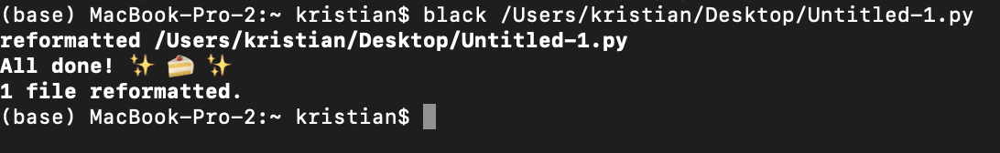 (base) MacBook-Pro-2:~ kristian$ black /Users/kristian/Desktop/Untitled-1.py
reformatted /Users/kristian/Desktop/Untitled-1.py
All done! ✨ 🍰 ✨
1 file reformatted.
(base) MacBook-Pro-2:~ kristian$